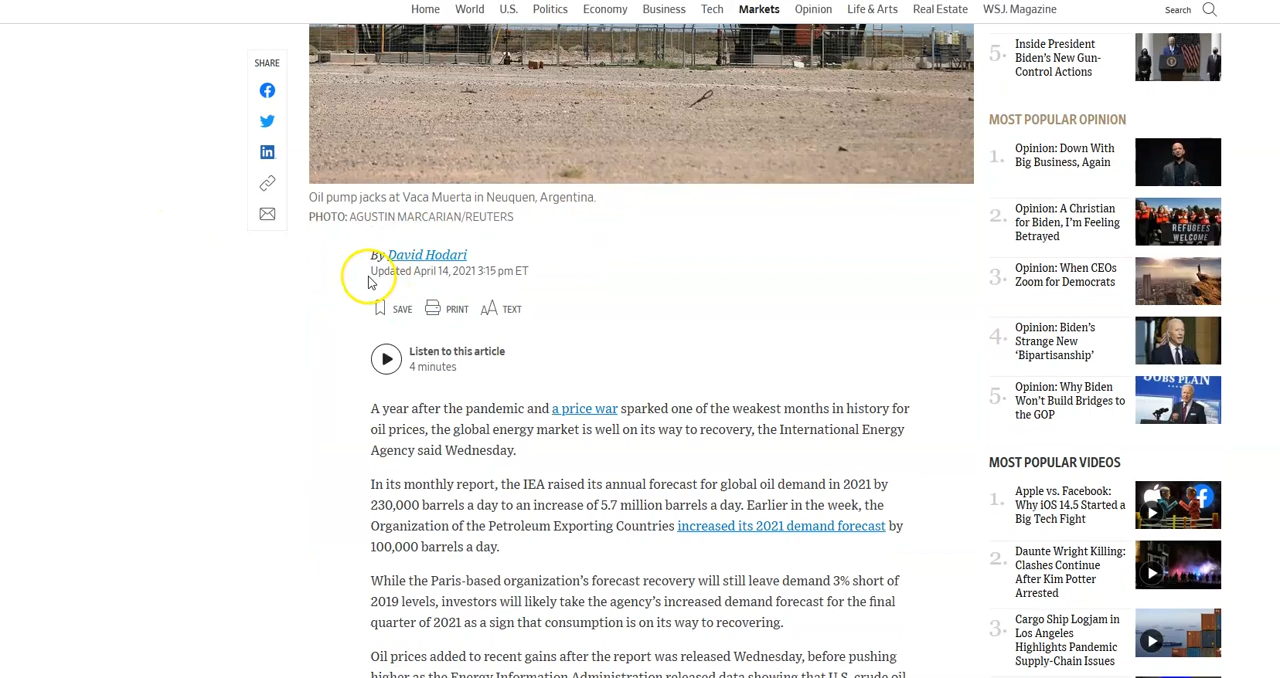 Home World U.S. Politics Economy Business Tech Markets Opinion Life & Arts Real Estate WSJ. Magazine Search
SHARE
Oil pump jacks at Vaca Muerta in Neuquen, Argentina.
PHOTO: AGUSTIN MARCARIAN/REUTERS
By David Hodari
Updated April 14, 2021 3:15 pm ET
SAVE PRINT AA TEXT
Listen to this article
4 minutes
A year after the pandemic and a price war sparked one of the weakest months in history for
oil prices, the global energy market is well on its way to recovery, the International Energy
Agency said Wednesday.
In its monthly report, the IEA raised its annual forecast for global oil demand in 2021 by
230,000 barrels a day to an increase of 5.7 million barrels a day. Earlier in the week, the
Organization of the Petroleum Exporting Countries increased its 2021 demand forecast by
100,000 barrels a day.
While the Paris-based organization's forecast recovery will still leave demand 3% short of
2019 levels, investors will likely take the agency's increased demand forecast for the final
quarter of 2021 as a sign that consumption is on its way to recovering.
Oil prices added to recent gains after the report was released Wednesday, before pushing
higher as the Energy Information Administration released data showing that U.S. crude oil
5. Inside President
Biden's New Gun-
Control Actions
MOST POPULAR OPINION
1. Opinion: Down With
Big Business, Again
2. Opinion: A Christian
for Biden, I'm Feeling
Betrayed
REFUGEES
WELCOME
3. Opinion: When CEOs
Zoom for Democrats
4. Opinion: Biden's
Strange New
'Bipartisanship'
5. Opinion: Why Biden
Won't Build Bridges to
the GOP
JOBS PLAN
MOST POPULAR VIDEOS
1. Apple vs. Facebook:
Why iOS 14.5 Started a
Big Tech Fight
2. Daunte Wright Killing:
Clashes Continue
After Kim Potter
Arrested
3. Cargo Ship Logjam in
Los Angeles
Highlights Pandemic
Supply-Chain Issues